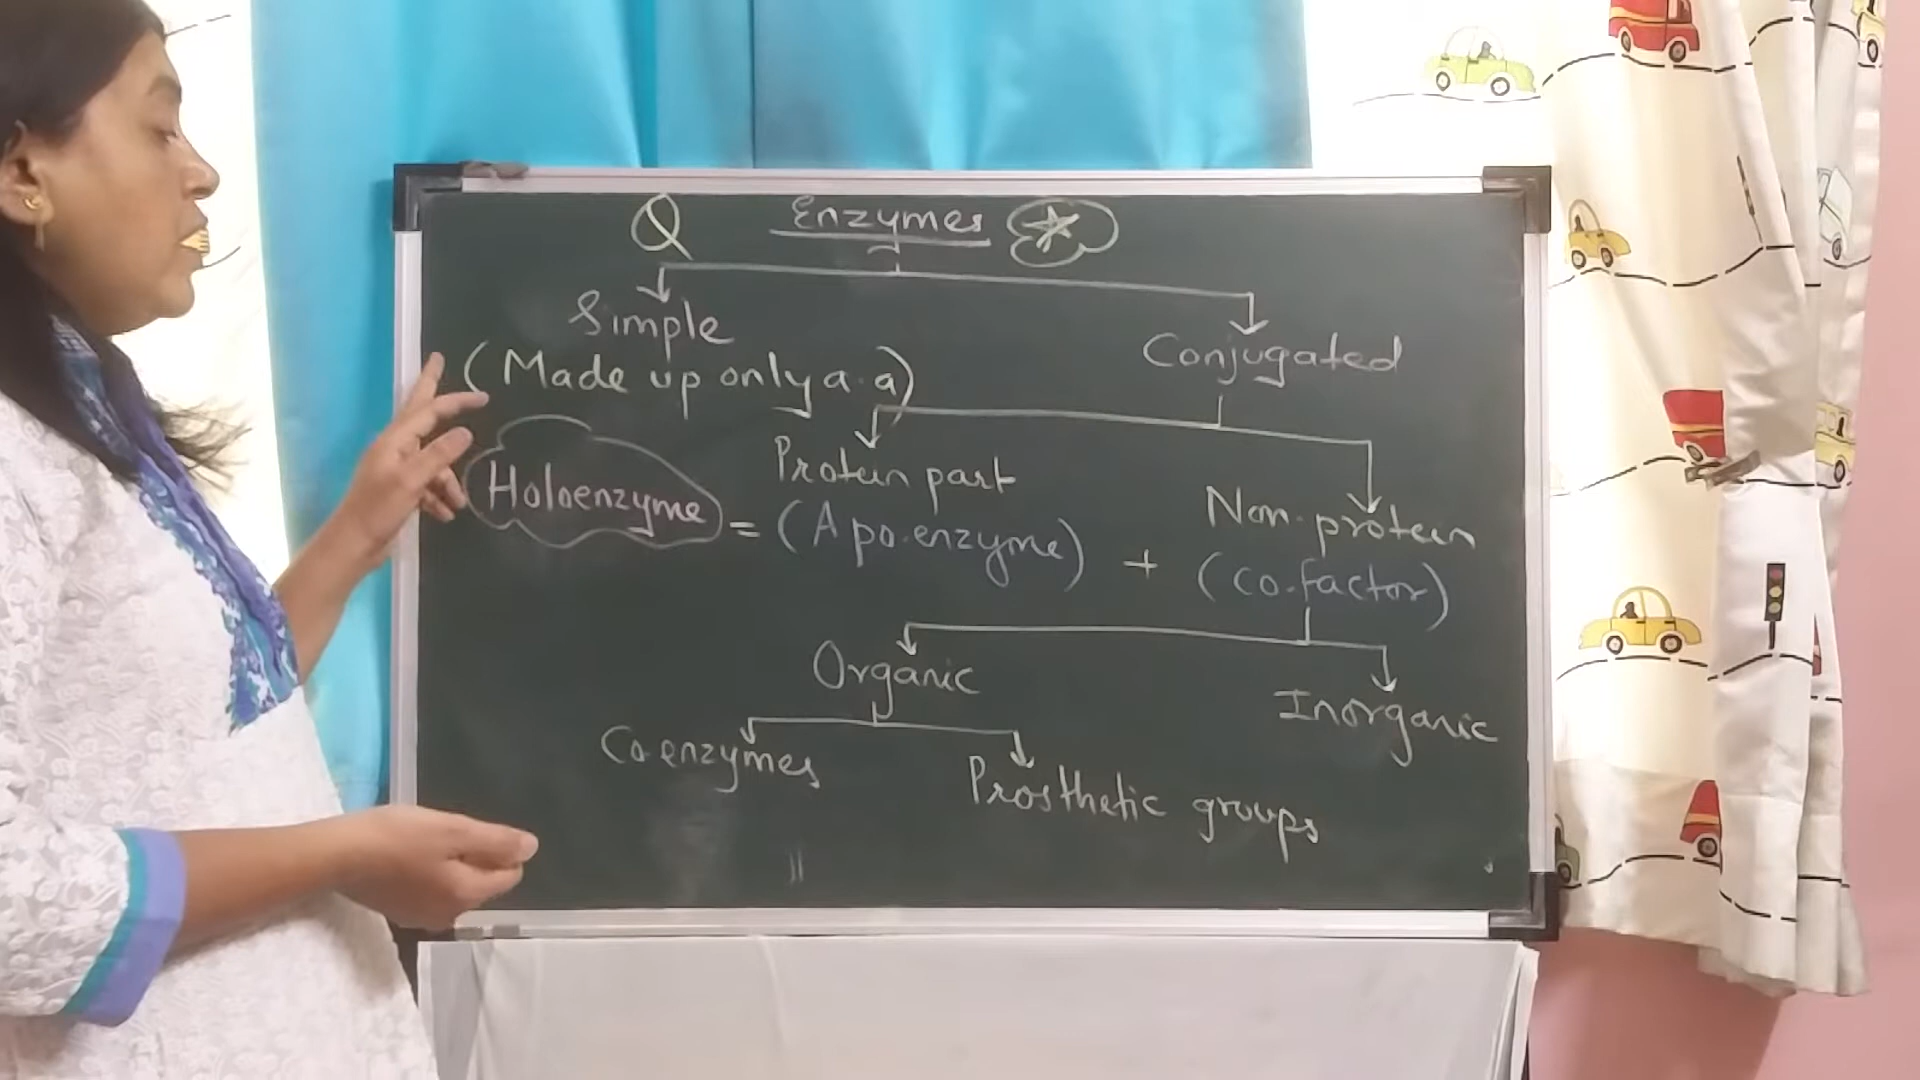 Q Enzymes
Simple
Conjugated
(Made up only a.a)
Protein part
Non-protein
Holoenzyme = (Apo.enzyme) + (co.factor)
Organic
Inorganic
Co.enzymes
Prosthetic groups